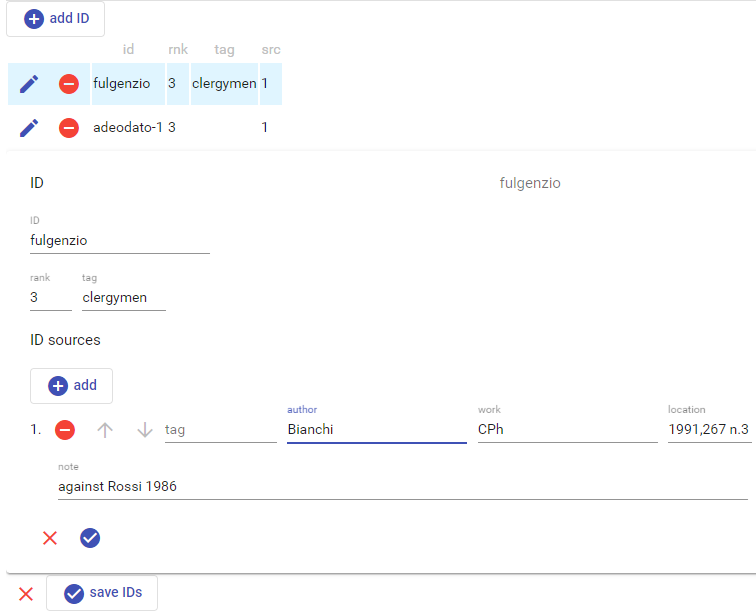 add ID
id rnk tag src
fulgenzio 3 clergymen 1
adeodato-1 3 1
ID fulgenzio
ID
fulgenzio
rank tag
3 clergymen
ID sources
add
author work location
1. tag Bianchi CPh 1991,267 n.3
note
against Rossi 1986
save IDs